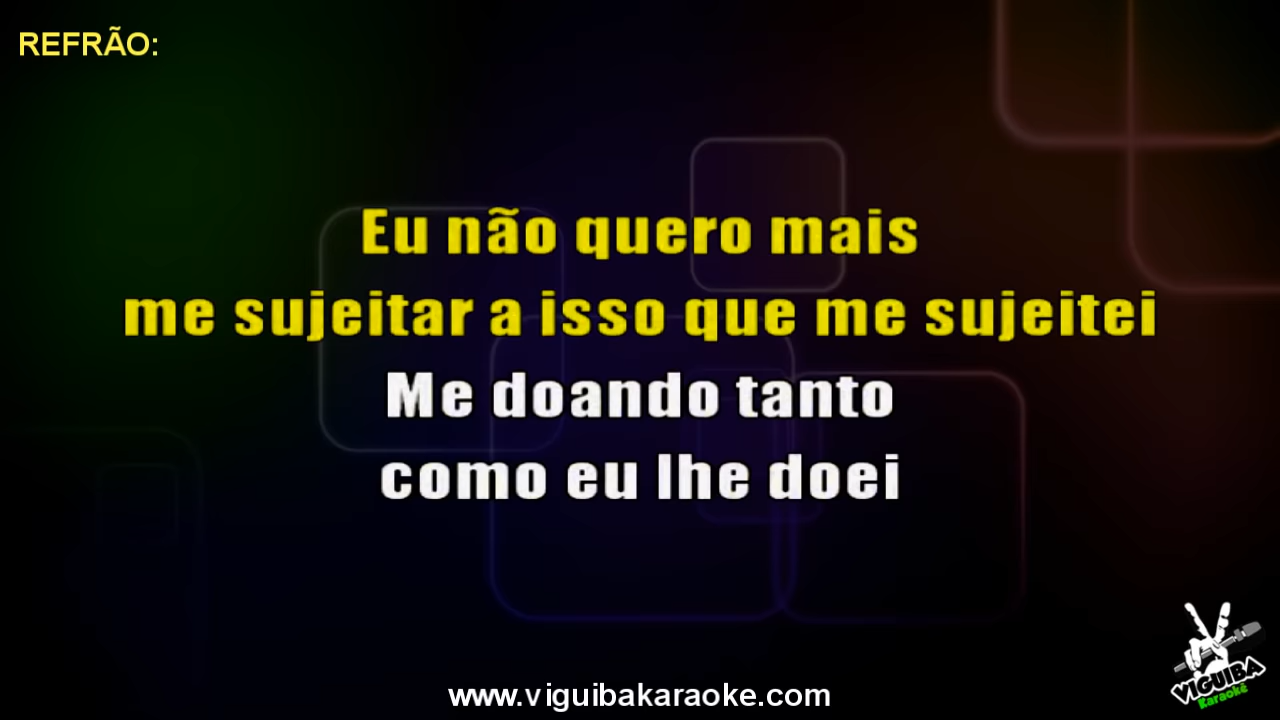 REFRÃO:
Eu não quero mais
me sujeitar a isso que me sujeitei
Me doando tanto
como eu lhe doei
www.viguibakaraoke.com
VIGUIBA
Karaokê